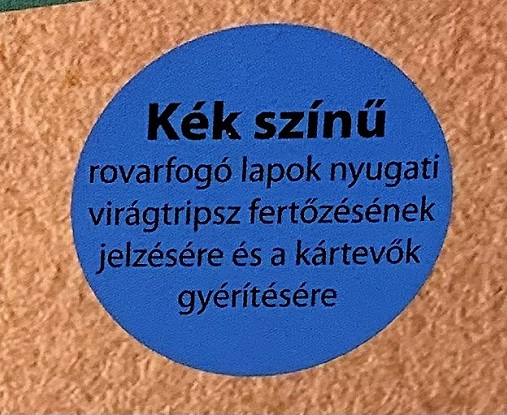 Kék színű
rovarfogó lapok nyugati
virágtripsz fertőzésének
jelzésére és a kártevők
gyérítésére